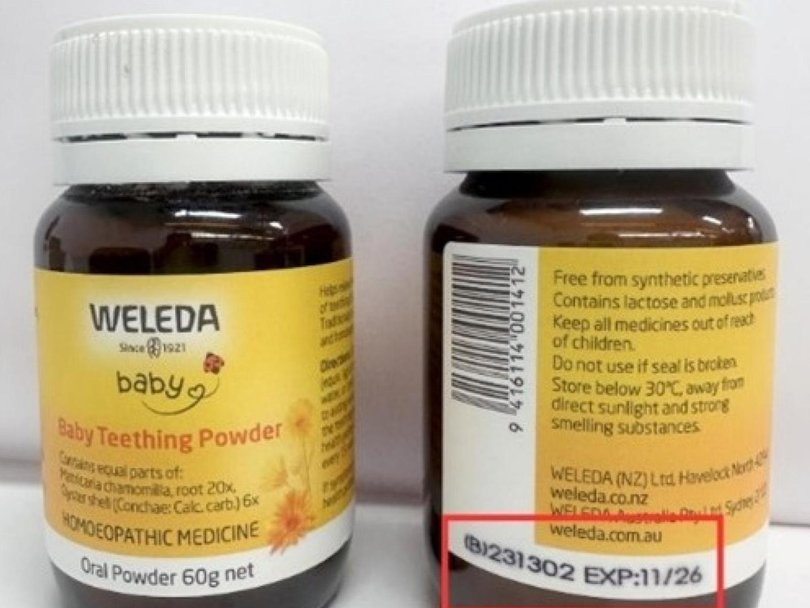 WELEDA
Since 1921
baby
Baby Teething Powder
Contains equal parts of:
Matricaria chamomilla, root 20x,
Oyster shell (Conchae: Calc. carb.) 6x
HOMOEOPATHIC MEDICINE
Oral Powder 60g net
Helps
of teething
Directions
9 416114 001412
Free from synthetic preservatives
Contains lactose and mollusc products
Keep all medicines out of reach
of children.
Do not use if seal is broken.
Store below 30°C, away from
direct sunlight and strong
smelling substances.
WELEDA (NZ) Ltd, Havelock North
weleda.co.nz
WELEDA Australia Pty Ltd, Sydney
weleda.com.au
(B)231302 EXP:11/26